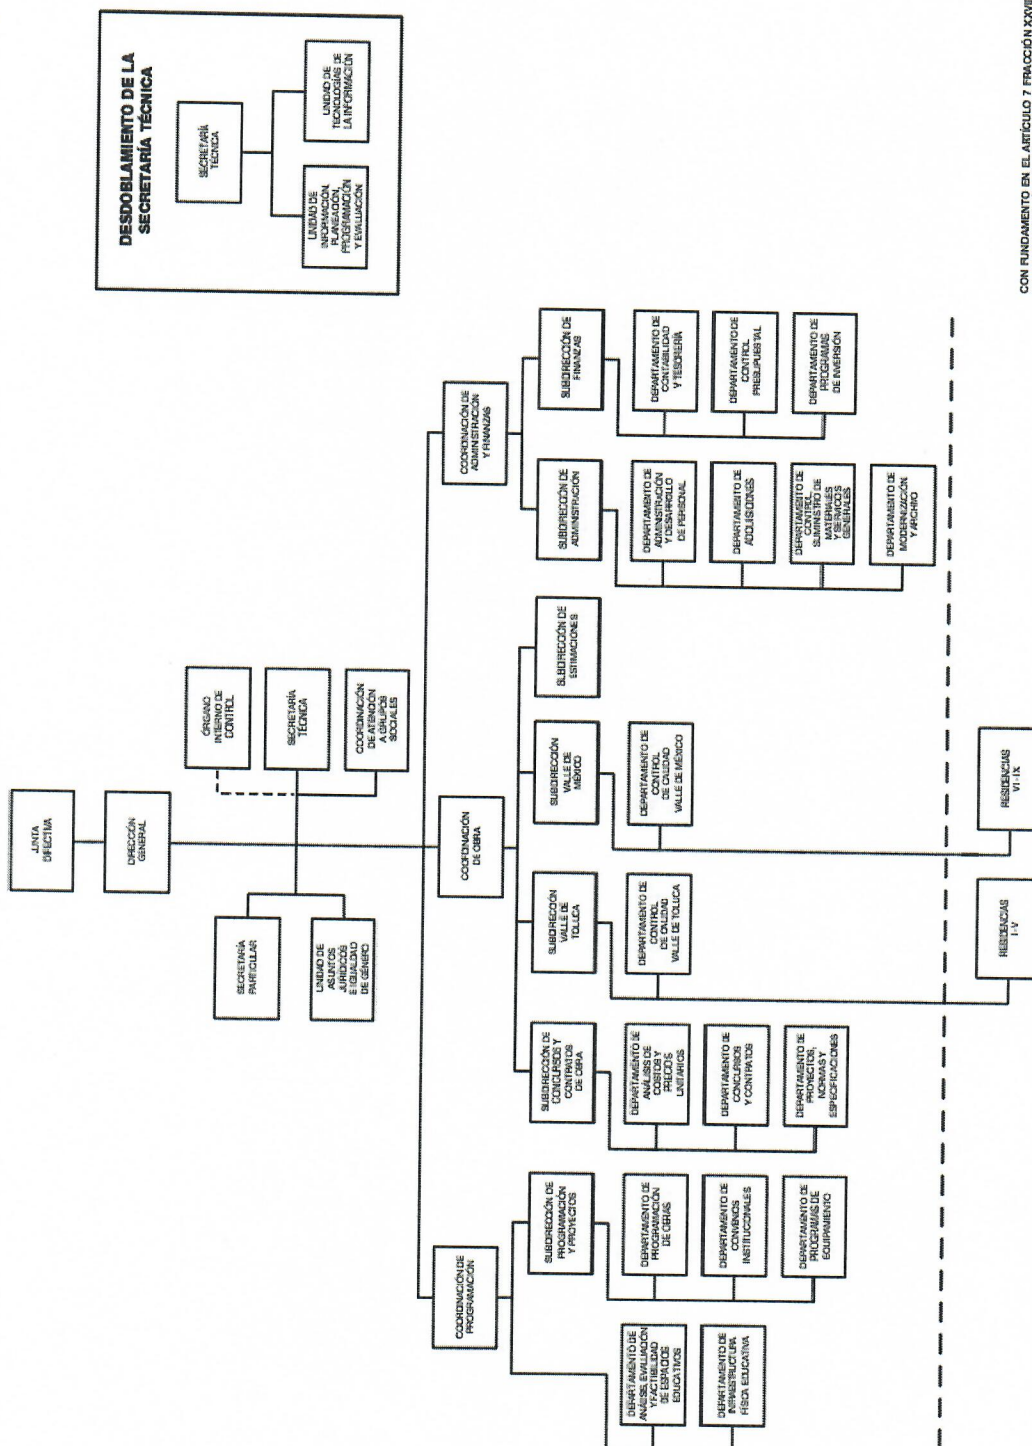 JUNTA
DIRECTIVA
DIRECCIÓN
GENERAL
SECRETARÍA
PARTICULAR
UNIDAD DE
ASUNTOS
JURÍDICOS
E IGUALDAD
DE GÉNERO
ÓRGANO
INTERNO DE
CONTROL
SECRETARÍA
TÉCNICA
COORDINACIÓN
DE ATENCIÓN
A GRUPOS
SOCIALES
DESDOBLAMIENTO DE LA
SECRETARÍA TÉCNICA
SECRETARÍA
TÉCNICA
UNIDAD DE
INFORMACIÓN,
PLANEACIÓN,
PROGRAMACIÓN
Y EVALUACIÓN
UNIDAD DE
TECNOLOGÍAS DE
LA INFORMACIÓN
COORDINACIÓN DE
PROGRAMACIÓN
COORDINACIÓN
DE OBRA
COORDINACIÓN DE
ADMINISTRACIÓN
Y FINANZAS
SUBDIRECCIÓN DE
PROGRAMACIÓN
Y PROYECTOS
SUBDIRECCIÓN DE
CONCURSOS Y
CONTRATOS
DE OBRA
SUBDIRECCIÓN
VALLE DE
TOLUCA
SUBDIRECCIÓN
VALLE DE
MÉXICO
SUBDIRECCIÓN DE
ESTIMACIONES
SUBDIRECCIÓN DE
ADMINISTRACIÓN
SUBDIRECCIÓN DE
FINANZAS
DEPARTAMENTO DE
ANÁLISIS, EVALUACIÓN
Y FACTIBILIDAD
DE ESPACIOS
EDUCATIVOS
DEPARTAMENTO DE
INFRAESTRUCTURA
FÍSICA EDUCATIVA
DEPARTAMENTO DE
PROGRAMACIÓN
DE OBRAS
DEPARTAMENTO DE
CONVENIOS
INSTITUCIONALES
DEPARTAMENTO DE
PROGRAMAS DE
EQUIPAMIENTO
DEPARTAMENTO DE
ANÁLISIS DE
COSTOS Y
PRECIOS
UNITARIOS
DEPARTAMENTO DE
CONCURSOS
Y CONTRATOS
DEPARTAMENTO DE
PROYECTOS,
NORMAS Y
ESPECIFICACIONES
DEPARTAMENTO DE
CONTROL
DE CALIDAD
VALLE DE TOLUCA
DEPARTAMENTO DE
CONTROL
DE CALIDAD
VALLE DE MÉXICO
DEPARTAMENTO DE
ADMINISTRACIÓN
Y DESARROLLO
DE PERSONAL
DEPARTAMENTO DE
ADQUISICIONES
DEPARTAMENTO DE
CONTROL,
SUMINISTRO DE
MATERIALES
Y SERVICIOS
GENERALES
DEPARTAMENTO DE
MODERNIZACIÓN
Y ARCHIVO
DEPARTAMENTO DE
CONTABILIDAD
Y TESORERÍA
DEPARTAMENTO DE
CONTROL
PRESUPUESTAL
DEPARTAMENTO DE
PROGRAMAS
DE INVERSIÓN
RESIDENCIAS
I - V
RESIDENCIAS
VI - IX
CON FUNDAMENTO EN EL ARTÍCULO 7 FRACCIÓN